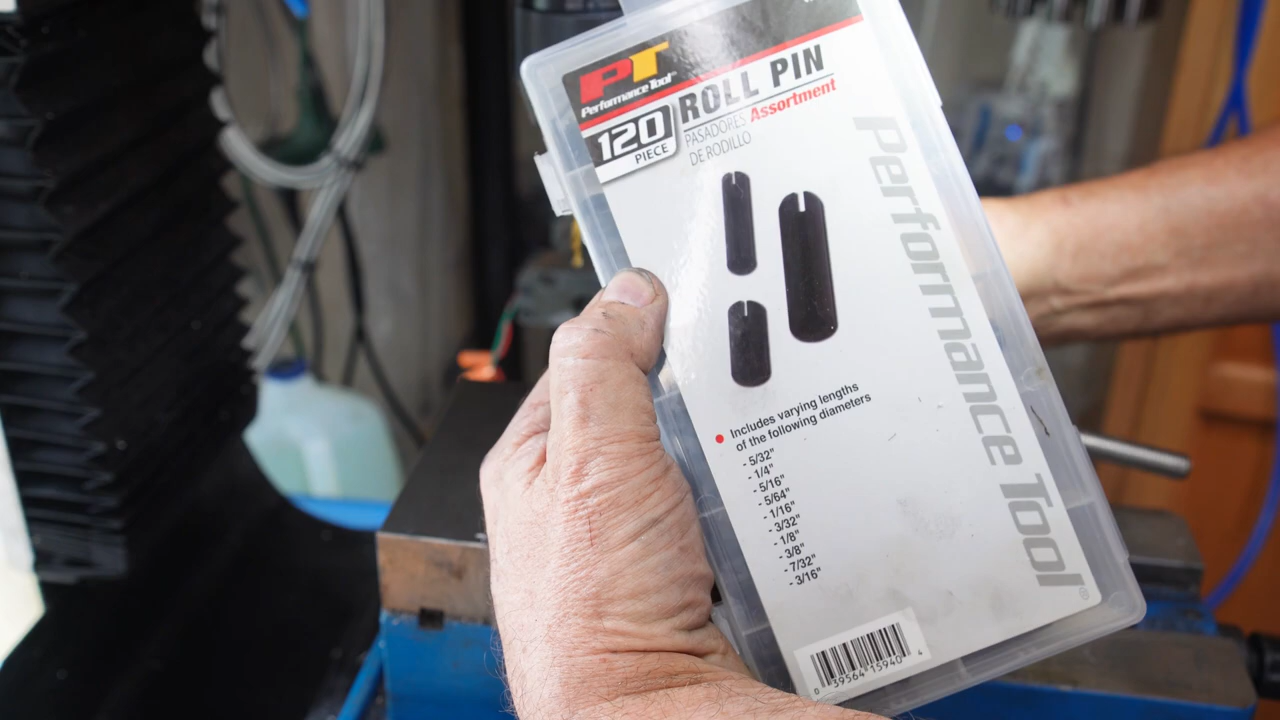 PT
Performance Tool™
120
PIECE
ROLL PIN
PASADORES Assortment
DE RODILLO
Performance Tool®
Includes varying lengths
of the following diameters
- 5/32"
- 1/4"
- 5/16"
- 5/64"
- 1/16"
- 3/32"
- 1/8"
- 3/8"
- 7/32"
- 3/16"
0 39564 15940 4